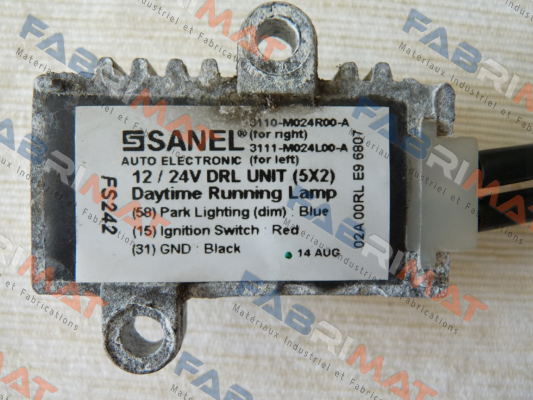 SANEL®
AUTO ELECTRONIC
3110-M024R00-A
(for right)
3111-M024L00-A
(for left)
12 / 24V DRL UNIT (5X2)
Daytime Running Lamp
(58) Park Lighting (dim) : Blue
(15) Ignition Switch : Red
(31) GND : Black
14 AUG
FS242
02A 00RL E9 6807
FABRIMAT
Matériaux Industriel et Fabrications